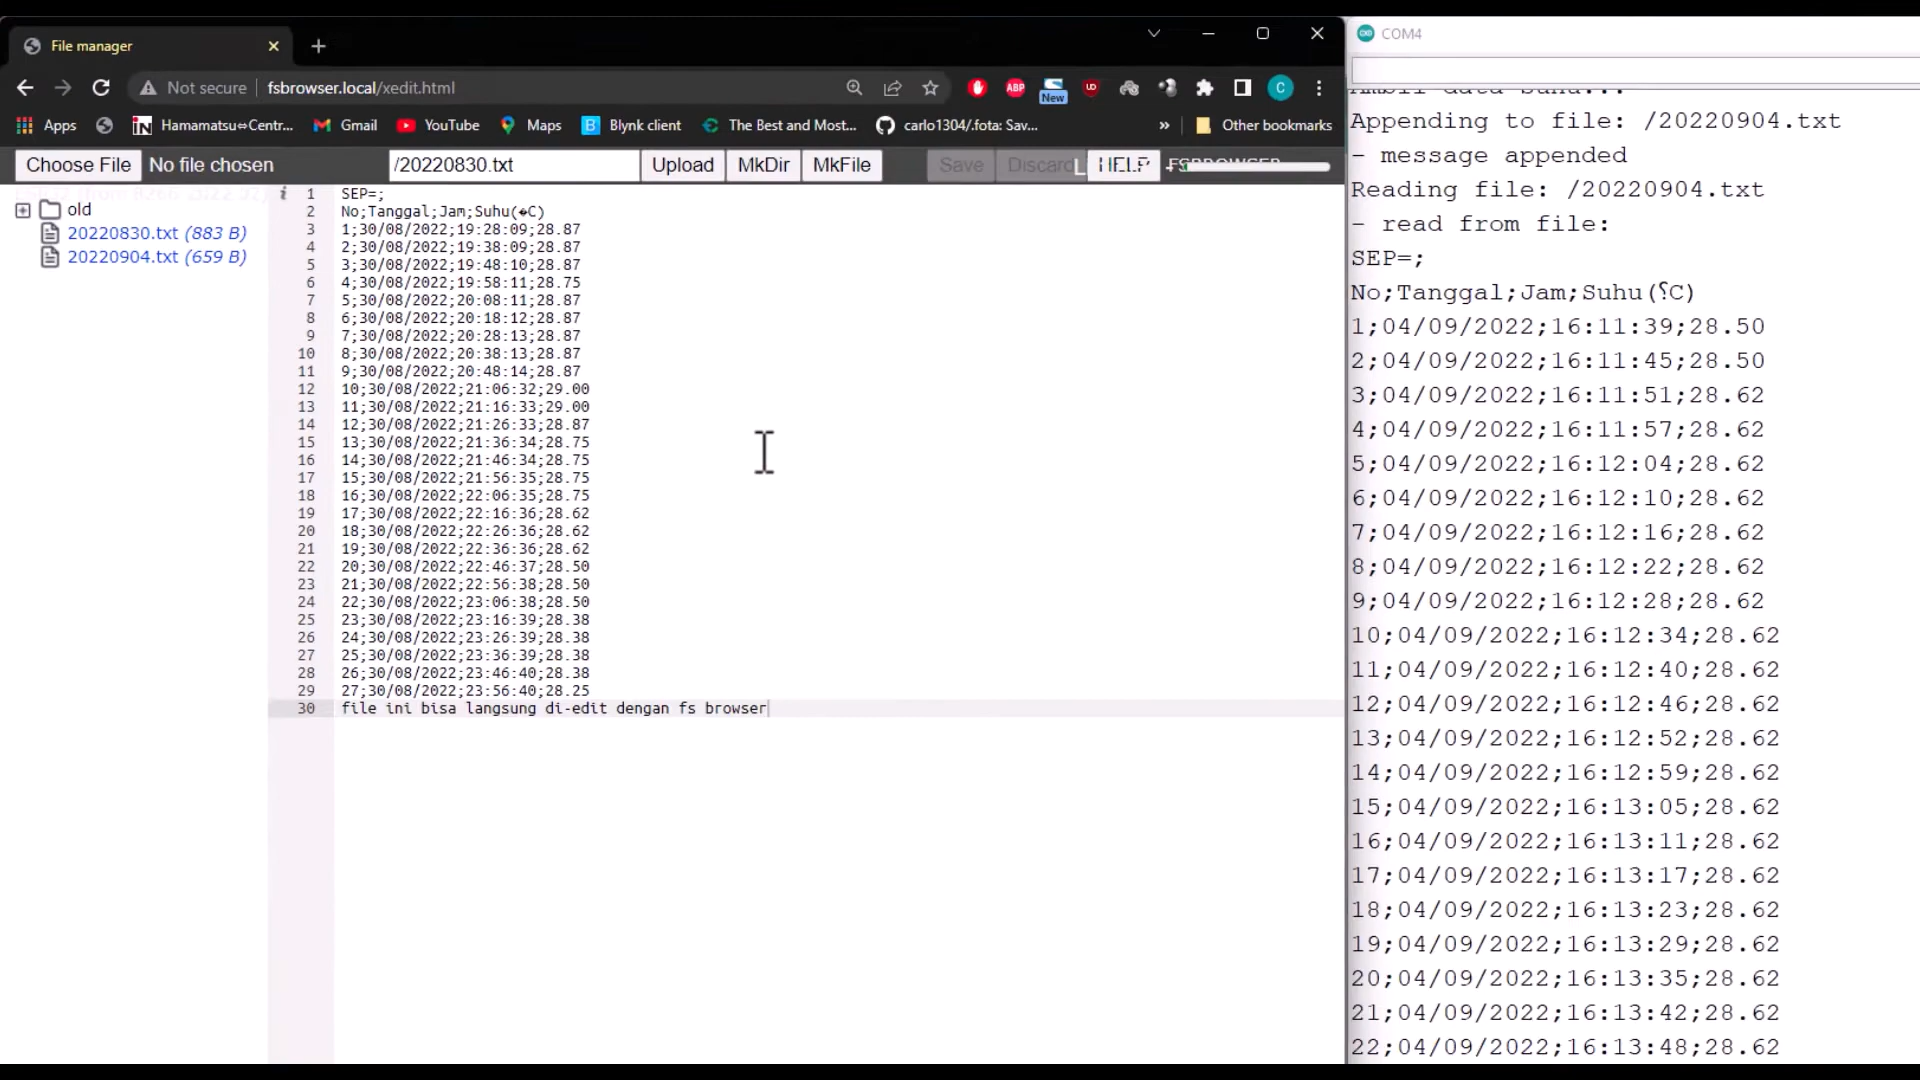 File manager
Not secure
fsbrowser.local/xedit.html
New
Apps
Hamamatsu⇔Centr...
Gmail
YouTube
Maps
Blynk client
The Best and Most...
carlo1304/.fota: Sav...
»
Other bookmarks
Choose File
No file chosen
/20220830.txt
Upload
MkDir
MkFile
Save
Discard
HELP
FSBROWSER
old
20220830.txt (883 B)
20220904.txt (659 B)
1 SEP=;
2 No;Tanggal;Jam;Suhu(�C)
3 1;30/08/2022;19:28:09;28.87
4 2;30/08/2022;19:38:09;28.87
5 3;30/08/2022;19:48:10;28.87
6 4;30/08/2022;19:58:11;28.75
7 5;30/08/2022;20:08:11;28.87
8 6;30/08/2022;20:18:12;28.87
9 7;30/08/2022;20:28:13;28.87
10 8;30/08/2022;20:38:13;28.87
11 9;30/08/2022;20:48:14;28.87
12 10;30/08/2022;21:06:32;29.00
13 11;30/08/2022;21:16:33;29.00
14 12;30/08/2022;21:26:33;28.87
15 13;30/08/2022;21:36:34;28.75
16 14;30/08/2022;21:46:34;28.75
17 15;30/08/2022;21:56:35;28.75
18 16;30/08/2022;22:06:35;28.75
19 17;30/08/2022;22:16:36;28.62
20 18;30/08/2022;22:26:36;28.62
21 19;30/08/2022;22:36:36;28.62
22 20;30/08/2022;22:46:37;28.50
23 21;30/08/2022;22:56:38;28.50
24 22;30/08/2022;23:06:38;28.50
25 23;30/08/2022;23:16:39;28.38
26 24;30/08/2022;23:26:39;28.38
27 25;30/08/2022;23:36:39;28.38
28 26;30/08/2022;23:46:40;28.38
29 27;30/08/2022;23:56:40;28.25
30 file ini bisa langsung di-edit dengan fs browser
COM4
Ambil data suhu...
Appending to file: /20220904.txt
- message appended
Reading file: /20220904.txt
- read from file:
SEP=;
No;Tanggal;Jam;Suhu(⸮C)
1;04/09/2022;16:11:39;28.50
2;04/09/2022;16:11:45;28.50
3;04/09/2022;16:11:51;28.62
4;04/09/2022;16:11:57;28.62
5;04/09/2022;16:12:04;28.62
6;04/09/2022;16:12:10;28.62
7;04/09/2022;16:12:16;28.62
8;04/09/2022;16:12:22;28.62
9;04/09/2022;16:12:28;28.62
10;04/09/2022;16:12:34;28.62
11;04/09/2022;16:12:40;28.62
12;04/09/2022;16:12:46;28.62
13;04/09/2022;16:12:52;28.62
14;04/09/2022;16:12:59;28.62
15;04/09/2022;16:13:05;28.62
16;04/09/2022;16:13:11;28.62
17;04/09/2022;16:13:17;28.62
18;04/09/2022;16:13:23;28.62
19;04/09/2022;16:13:29;28.62
20;04/09/2022;16:13:35;28.62
21;04/09/2022;16:13:42;28.62
22;04/09/2022;16:13:48;28.62